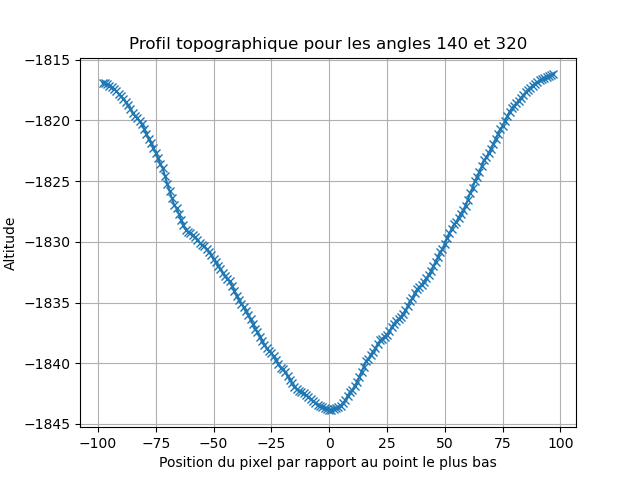 Profil topographique pour les angles 140 et 320
−1815
−1820
−1825
−1830
−1835
−1840
−1845
Altitude
−100 −75 −50 −25 0 25 50 75 100
Position du pixel par rapport au point le plus bas